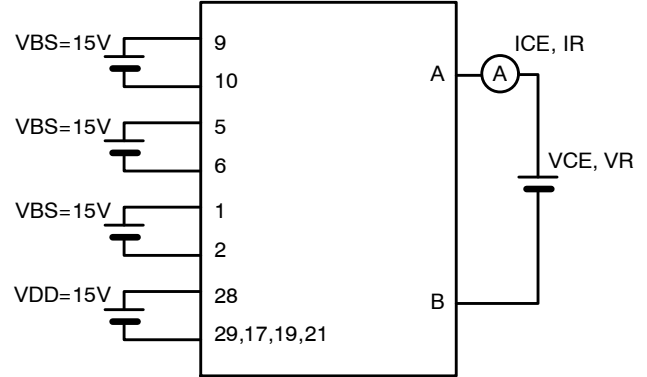 ICE, IR
VBS=15V
9
A
A
10
VBS=15V
5
6
VCE, VR
VBS=15V
1
2
VDD=15V
28
B
29,17,19,21